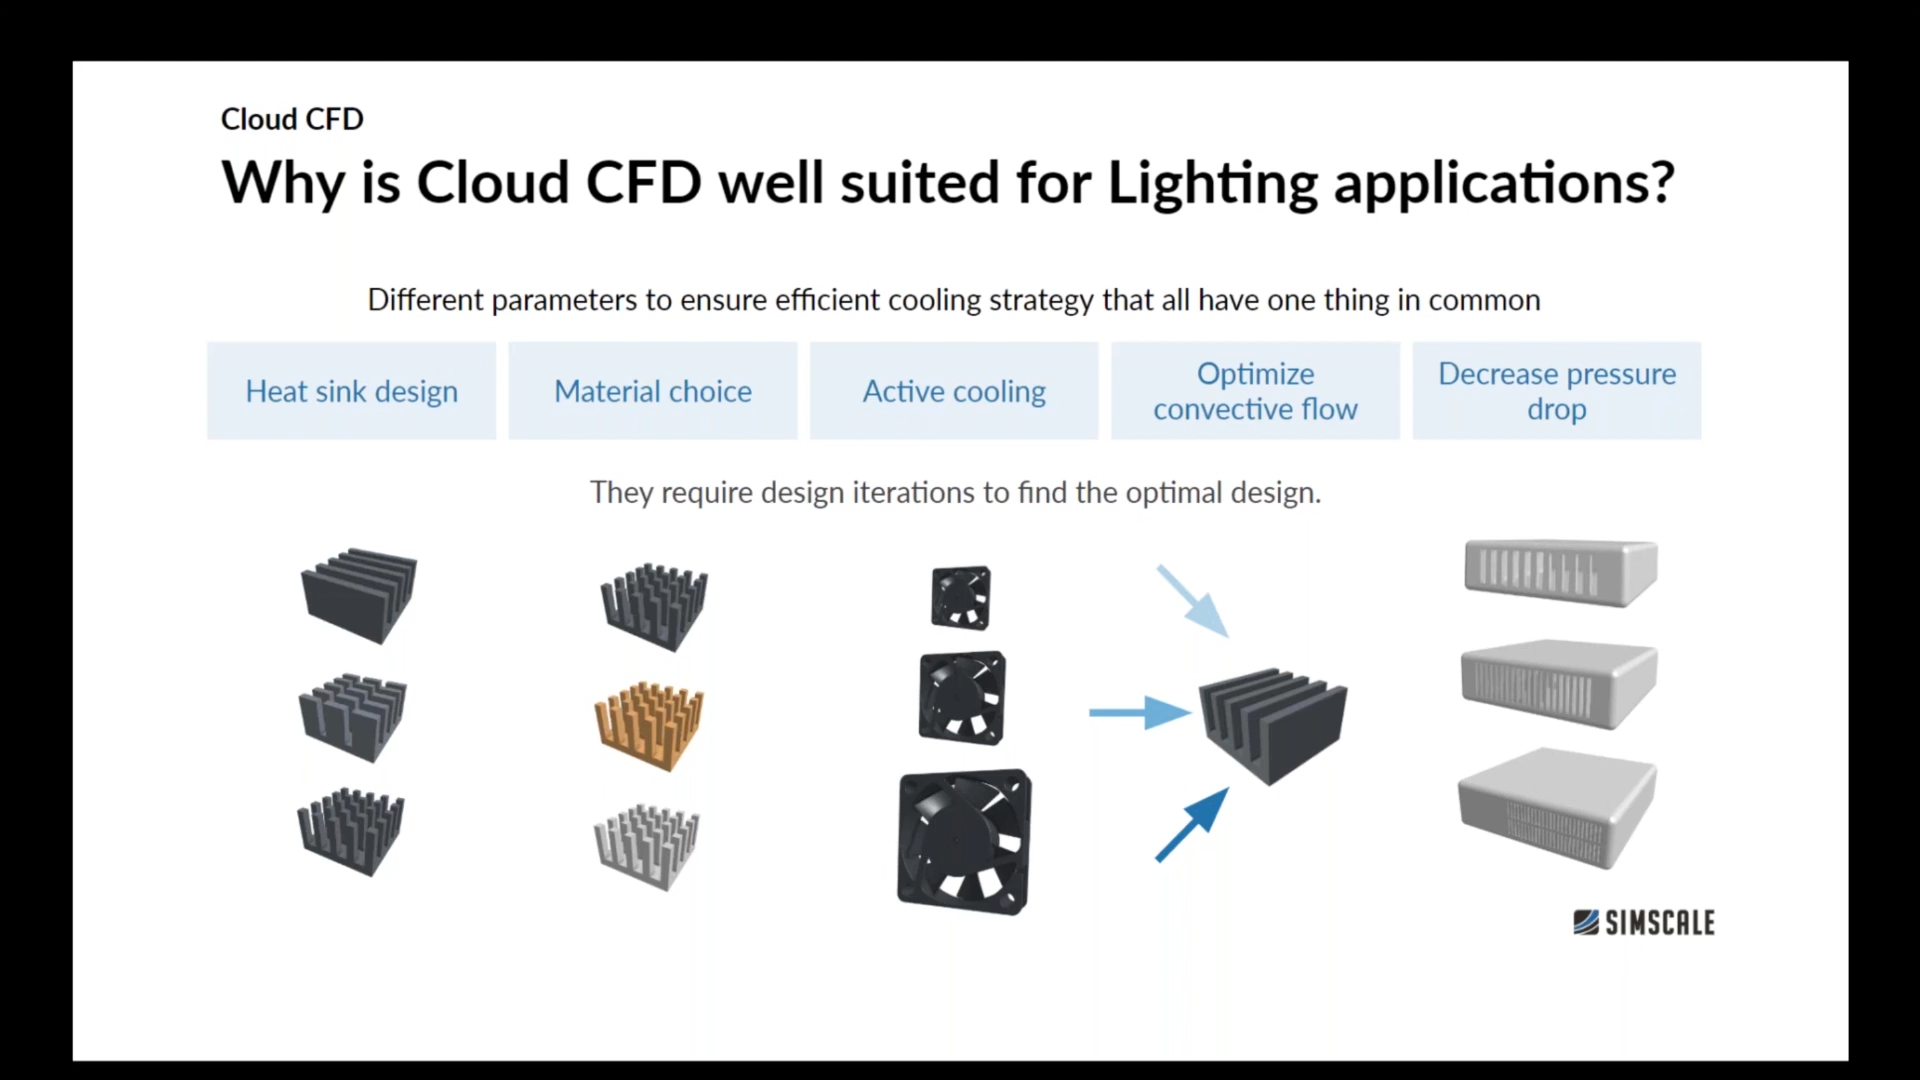 Cloud CFD
Why is Cloud CFD well suited for Lighting applications?
Different parameters to ensure efficient cooling strategy that all have one thing in common
Heat sink design
Material choice
Active cooling
Optimize
convective flow
Decrease pressure
drop
They require design iterations to find the optimal design.
SIMSCALE